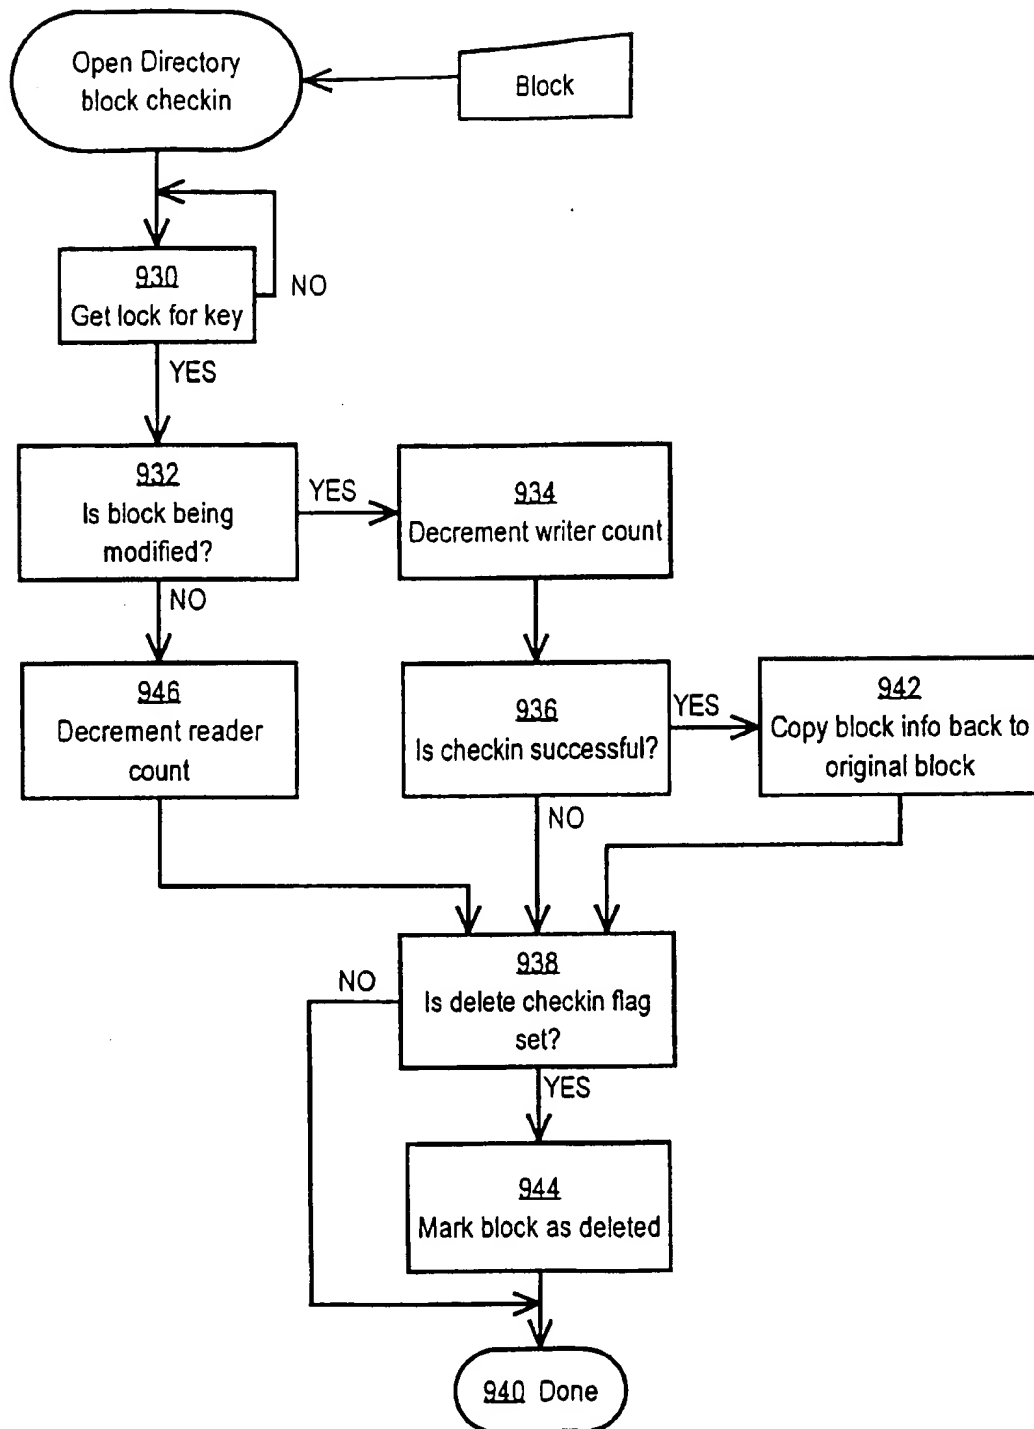 Open Directory
block checkin
Block
930
Get lock for key
NO
YES
932
Is block being
modified?
YES
934
Decrement writer count
NO
946
Decrement reader
count
936
Is checkin successful?
YES
942
Copy block info back to
original block
NO
938
Is delete checkin flag
set?
NO
YES
944
Mark block as deleted
940 Done